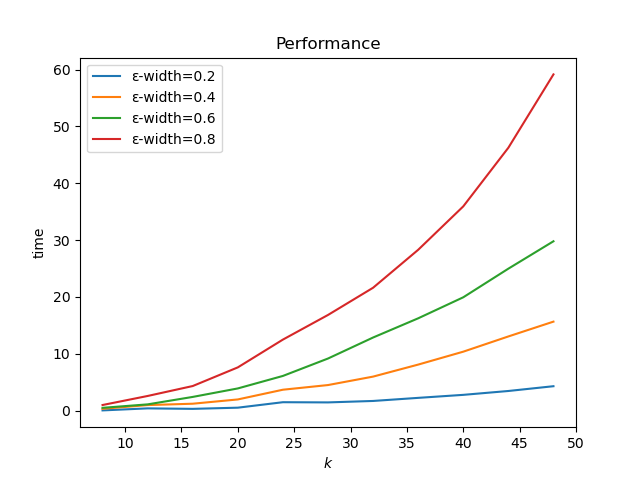 Performance
ε-width=0.2
ε-width=0.4
ε-width=0.6
ε-width=0.8
time
60
50
40
30
20
10
0
10 15 20 25 30 35 40 45 50
k